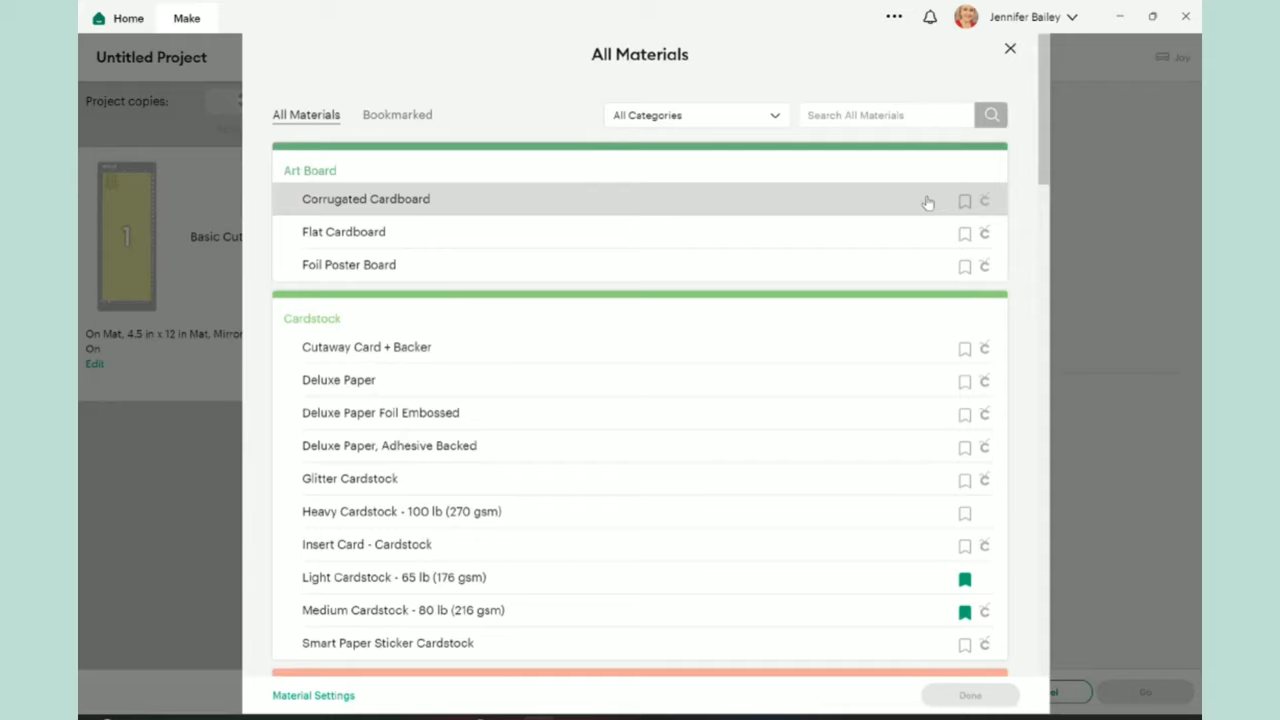 Home
Make
Jennifer Bailey
Untitled Project
All Materials
Joy
Project copies:
All Materials
Bookmarked
All Categories
Search All Materials
Art Board
Corrugated Cardboard
Flat Cardboard
Foil Poster Board
1
Basic Cut
On Mat, 4.5 in x 12 in Mat, Mirror
On
Edit
Cardstock
Cutaway Card + Backer
Deluxe Paper
Deluxe Paper Foil Embossed
Deluxe Paper, Adhesive Backed
Glitter Cardstock
Heavy Cardstock - 100 lb (270 gsm)
Insert Card - Cardstock
Light Cardstock - 65 lb (176 gsm)
Medium Cardstock - 80 lb (216 gsm)
Smart Paper Sticker Cardstock
Material Settings
Done
el
Go